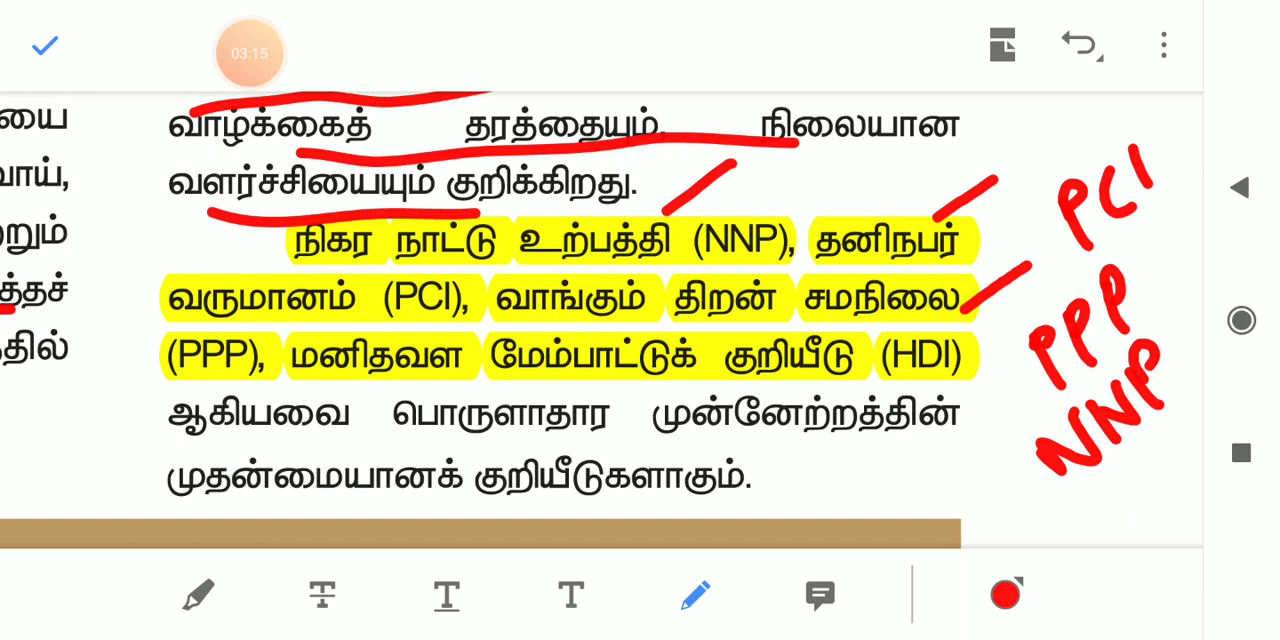 03:15
யை
வாழ்க்கைத் தரத்தையும், நிலையான
வாய்,
வளர்ச்சியையும் குறிக்கிறது.
PCI
றும்
நிகர நாட்டு உற்பத்தி (NNP), தனிநபர்
த்தச்
வருமானம் (PCI), வாங்கும் திறன் சமநிலை
PPP
தில்
(PPP), மனிதவள மேம்பாட்டுக் குறியீடு (HDI)
NNP
ஆகியவை பொருளாதார முன்னேற்றத்தின்
முதன்மையானக் குறியீடுகளாகும்.